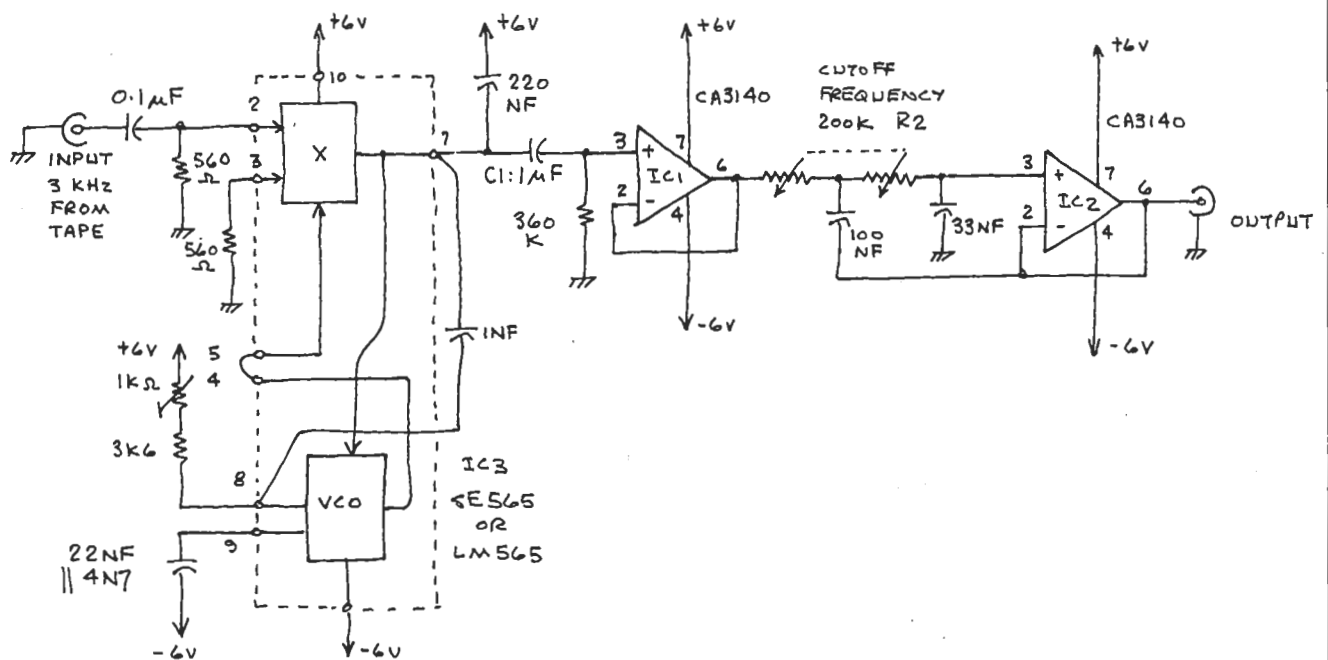 +6V
+6V
+6V
+6V
10
0.1 µF
2
X
3
560
Ω
560
Ω
INPUT
3 KHZ
FROM
TAPE
7
220
NF
C1:1µF
360
K
CA3140
3
+
7
6
IC1
2
-
4
-6V
CUTOFF
FREQUENCY
200K R2
100
NF
33NF
CA3140
3
+
7
6
IC2
2
-
4
-6V
OUTPUT
1NF
+6V
5
1KΩ
4
3K6
8
VCO
9
IC3
SE565
OR
LM565
22NF
|| 4N7
-6V
-6V